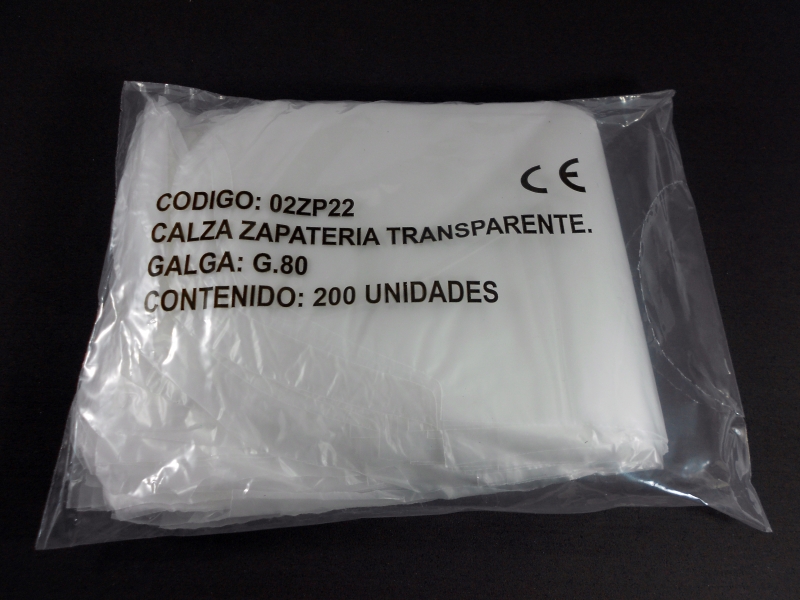 CE
CODIGO: 02ZP22
CALZA ZAPATERIA TRANSPARENTE.
GALGA: G.80
CONTENIDO: 200 UNIDADES